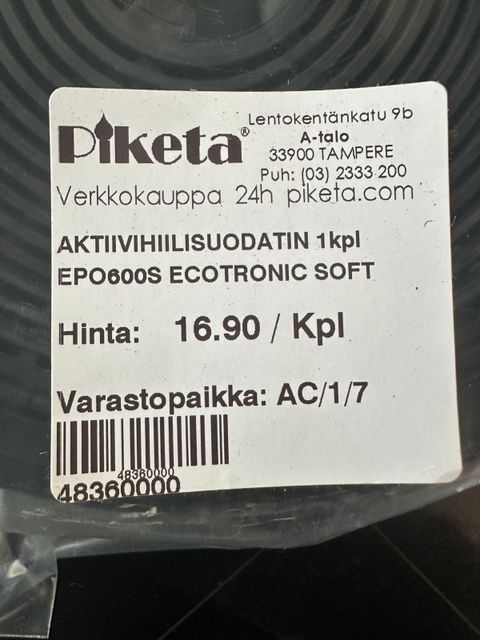 Piketa®
Lentokentänkatu 9b
A-talo
33900 TAMPERE
Puh: (03) 2333 200
Verkkokauppa 24h piketa.com
AKTIIVIHIILISUODATIN 1kpl
EPO600S ECOTRONIC SOFT
Hinta: 16.90 / Kpl
Varastopaikka: AC/1/7
48360000
48360000